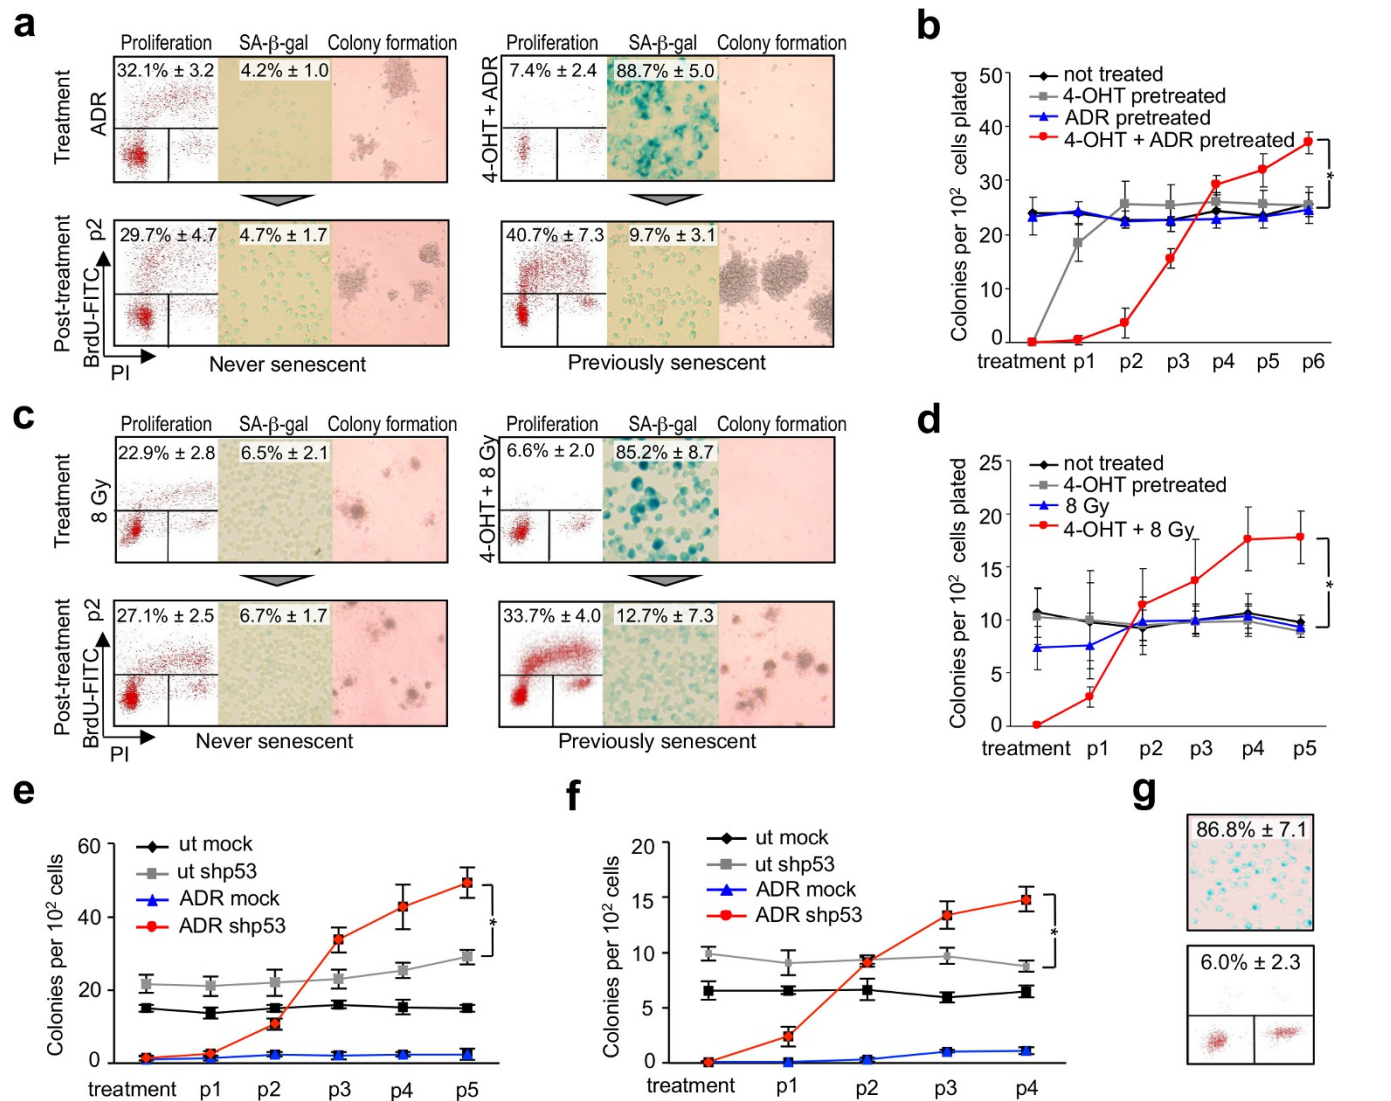 a
Proliferation SA-β-gal Colony formation
Treatment
ADR
32.1% ± 3.2 4.2% ± 1.0
Post-treatment
p2
29.7% ± 4.7 4.7% ± 1.7
BrdU-FITC
PI
Never senescent
Proliferation SA-β-gal Colony formation
4-OHT + ADR
7.4% ± 2.4 88.7% ± 5.0
40.7% ± 7.3 9.7% ± 3.1
Previously senescent
b
Colonies per 10² cells plated
50
40
30
20
10
0
not treated
4-OHT pretreated
ADR pretreated
4-OHT + ADR pretreated
*
treatment p1 p2 p3 p4 p5 p6
c
Proliferation SA-β-gal Colony formation
Treatment
8 Gy
22.9% ± 2.8 6.5% ± 2.1
Post-treatment
p2
27.1% ± 2.5 6.7% ± 1.7
BrdU-FITC
PI
Never senescent
Proliferation SA-β-gal Colony formation
4-OHT + 8 Gy
6.6% ± 2.0 85.2% ± 8.7
33.7% ± 4.0 12.7% ± 7.3
Previously senescent
d
Colonies per 10² cells plated
25
20
15
10
5
0
not treated
4-OHT pretreated
8 Gy
4-OHT + 8 Gy
*
treatment p1 p2 p3 p4 p5
e
Colonies per 10² cells
60
40
20
0
ut mock
ut shp53
ADR mock
ADR shp53
*
treatment p1 p2 p3 p4 p5
f
Colonies per 10² cells
20
15
10
5
0
ut mock
ut shp53
ADR mock
ADR shp53
*
treatment p1 p2 p3 p4
g
86.8% ± 7.1
6.0% ± 2.3